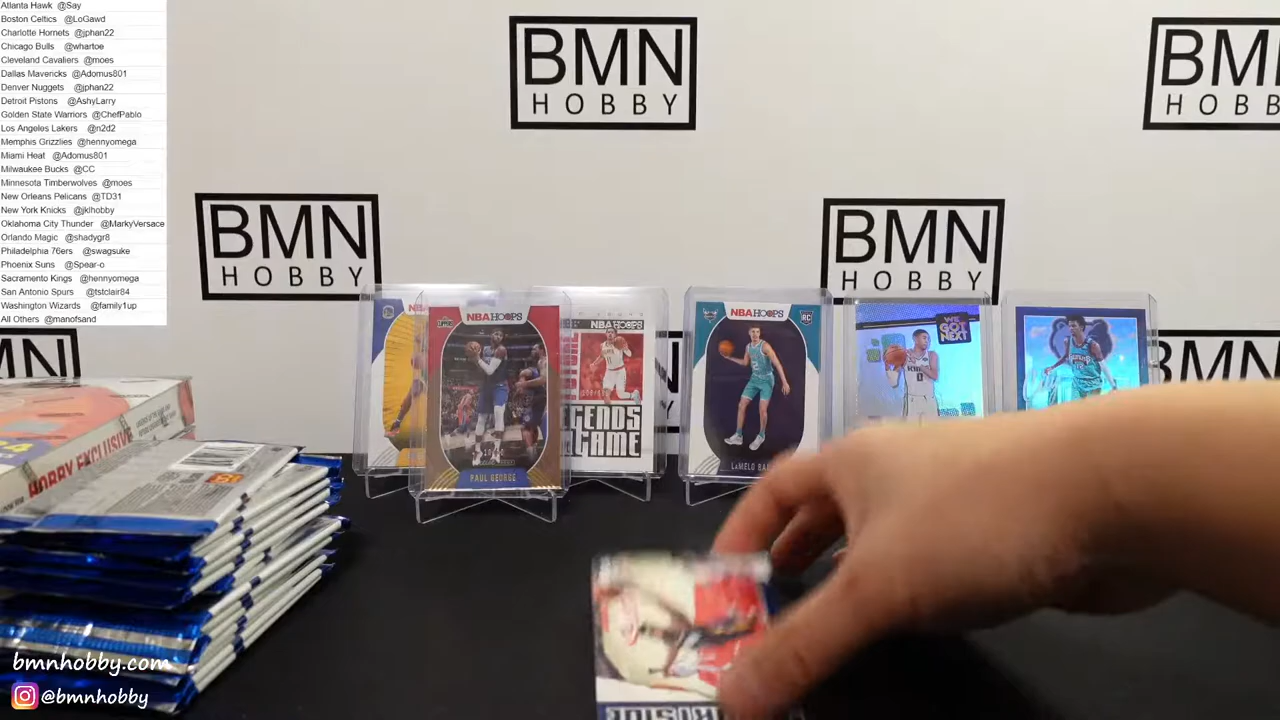 Atlanta Hawk @Say
Boston Celtics @LoGawd
Charlotte Hornets @jphan22
Chicago Bulls @whartoe
Cleveland Cavaliers @moes
Dallas Mavericks @Adomus801
Denver Nuggets @jphan22
Detroit Pistons @AshyLarry
Golden State Warriors @ChefPablo
Los Angeles Lakers @n2d2
Memphis Grizzlies @hennyomega
Miami Heat @Adomus801
Milwaukee Bucks @CC
Minnesota Timberwolves @moes
New Orleans Pelicans @TD31
New York Knicks @jklhobby
Oklahoma City Thunder @MarkyVersace
Orlando Magic @shadygr8
Philadelphia 76ers @swagsuke
Phoenix Suns @Spear-o
Sacramento Kings @hennyomega
San Antonio Spurs @tstclair84
Washington Wizards @family1up
All Others @manofsand
BMN
HOBBY
BMN
HOBBY
BMN
HOBBY
NBA HOOPS
PAUL GEORGE
NBA HOOPS
LEGENDS
GAME
NBA HOOPS
RC
LaMELO
WE
GOT
NEXT
HOBBY EXCLUSIVE
bmnhobby.com
@bmnhobby